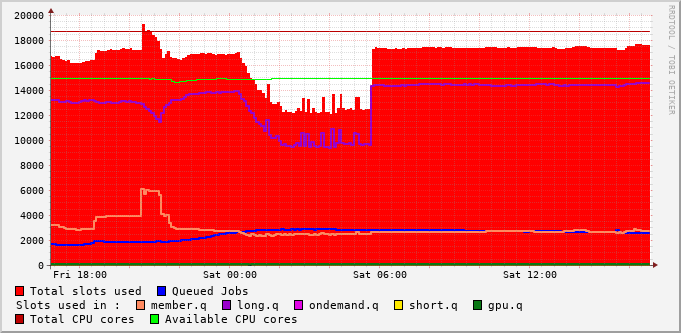 RRDTOOL / TOBI OETIKER
20000
18000
16000
14000
12000
10000
8000
6000
4000
2000
0
Fri 18:00 Sat 00:00 Sat 06:00 Sat 12:00
Total slots used Queued Jobs
Slots used in : member.q long.q ondemand.q short.q gpu.q
Total CPU cores Available CPU cores